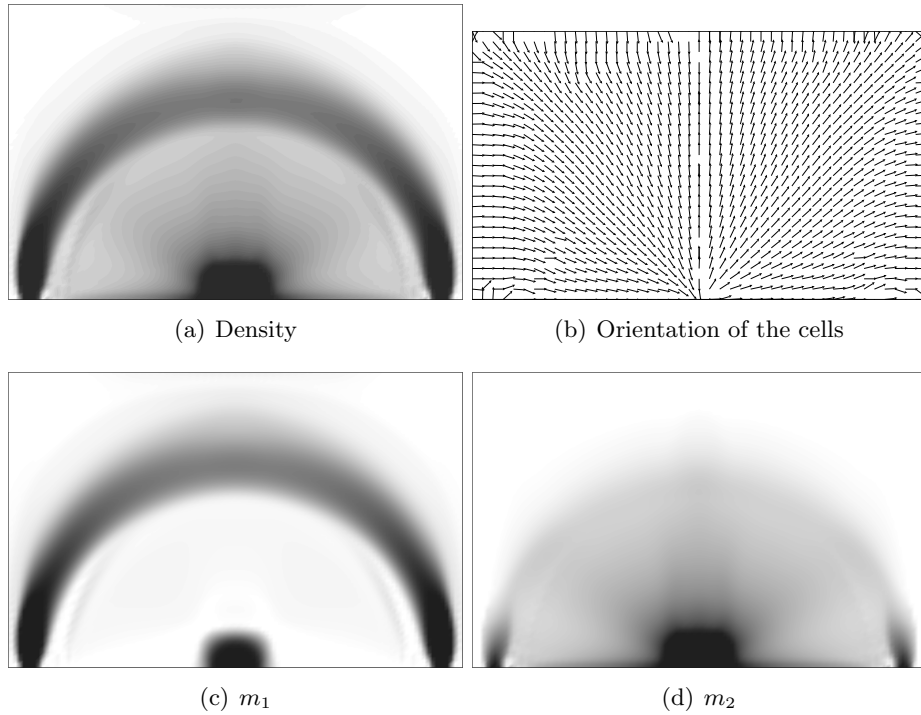 (a) Density
(b) Orientation of the cells
(c) m₁
(d) m₂